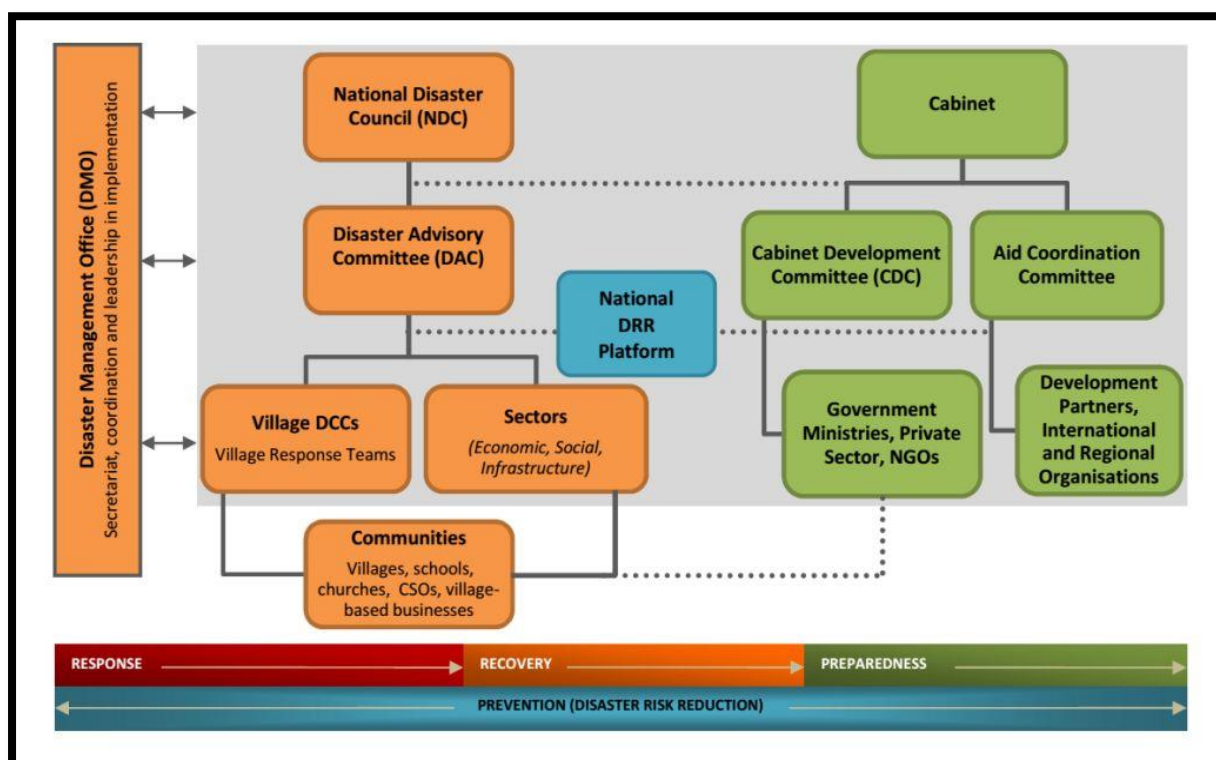 Disaster Management Office (DMO)
Secretariat, coordination and leadership in implementation
National Disaster
Council (NDC)
Cabinet
Disaster Advisory
Committee (DAC)
Cabinet Development
Committee (CDC)
Aid Coordination
Committee
National
DRR
Platform
Village DCCs
Village Response Teams
Sectors
(Economic, Social,
Infrastructure)
Government
Ministries, Private
Sector, NGOs
Development
Partners,
International
and Regional
Organisations
Communities
Villages, schools,
churches, CSOs, village-
based businesses
RESPONSE
RECOVERY
PREPAREDNESS
PREVENTION (DISASTER RISK REDUCTION)